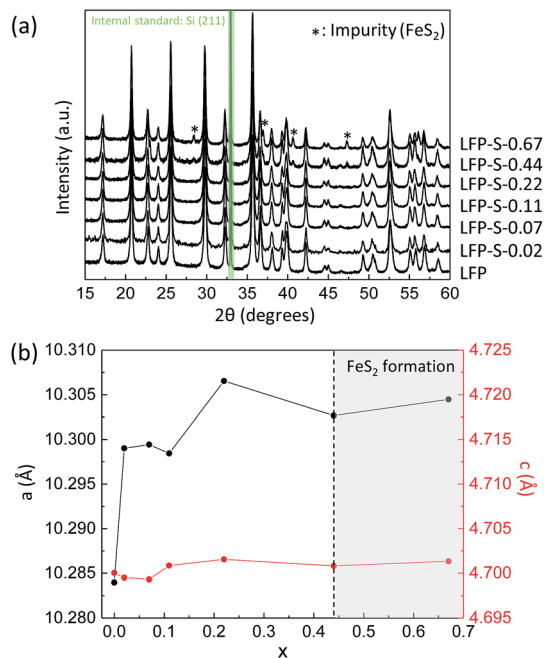 (a)
Internal standard: Si (211)
*: Impurity (FeS₂)
* * * *
Intensity (a.u.)
LFP-S-0.67
LFP-S-0.44
LFP-S-0.22
LFP-S-0.11
LFP-S-0.07
LFP-S-0.02
LFP
15 20 25 30 35 40 45 50 55 60
2θ (degrees)
(b)
FeS₂ formation
10.310
10.305
10.300
10.295
10.290
10.285
10.280
a (Å)
4.725
4.720
4.715
4.710
4.705
4.700
4.695
c (Å)
0.0 0.1 0.2 0.3 0.4 0.5 0.6 0.7
x